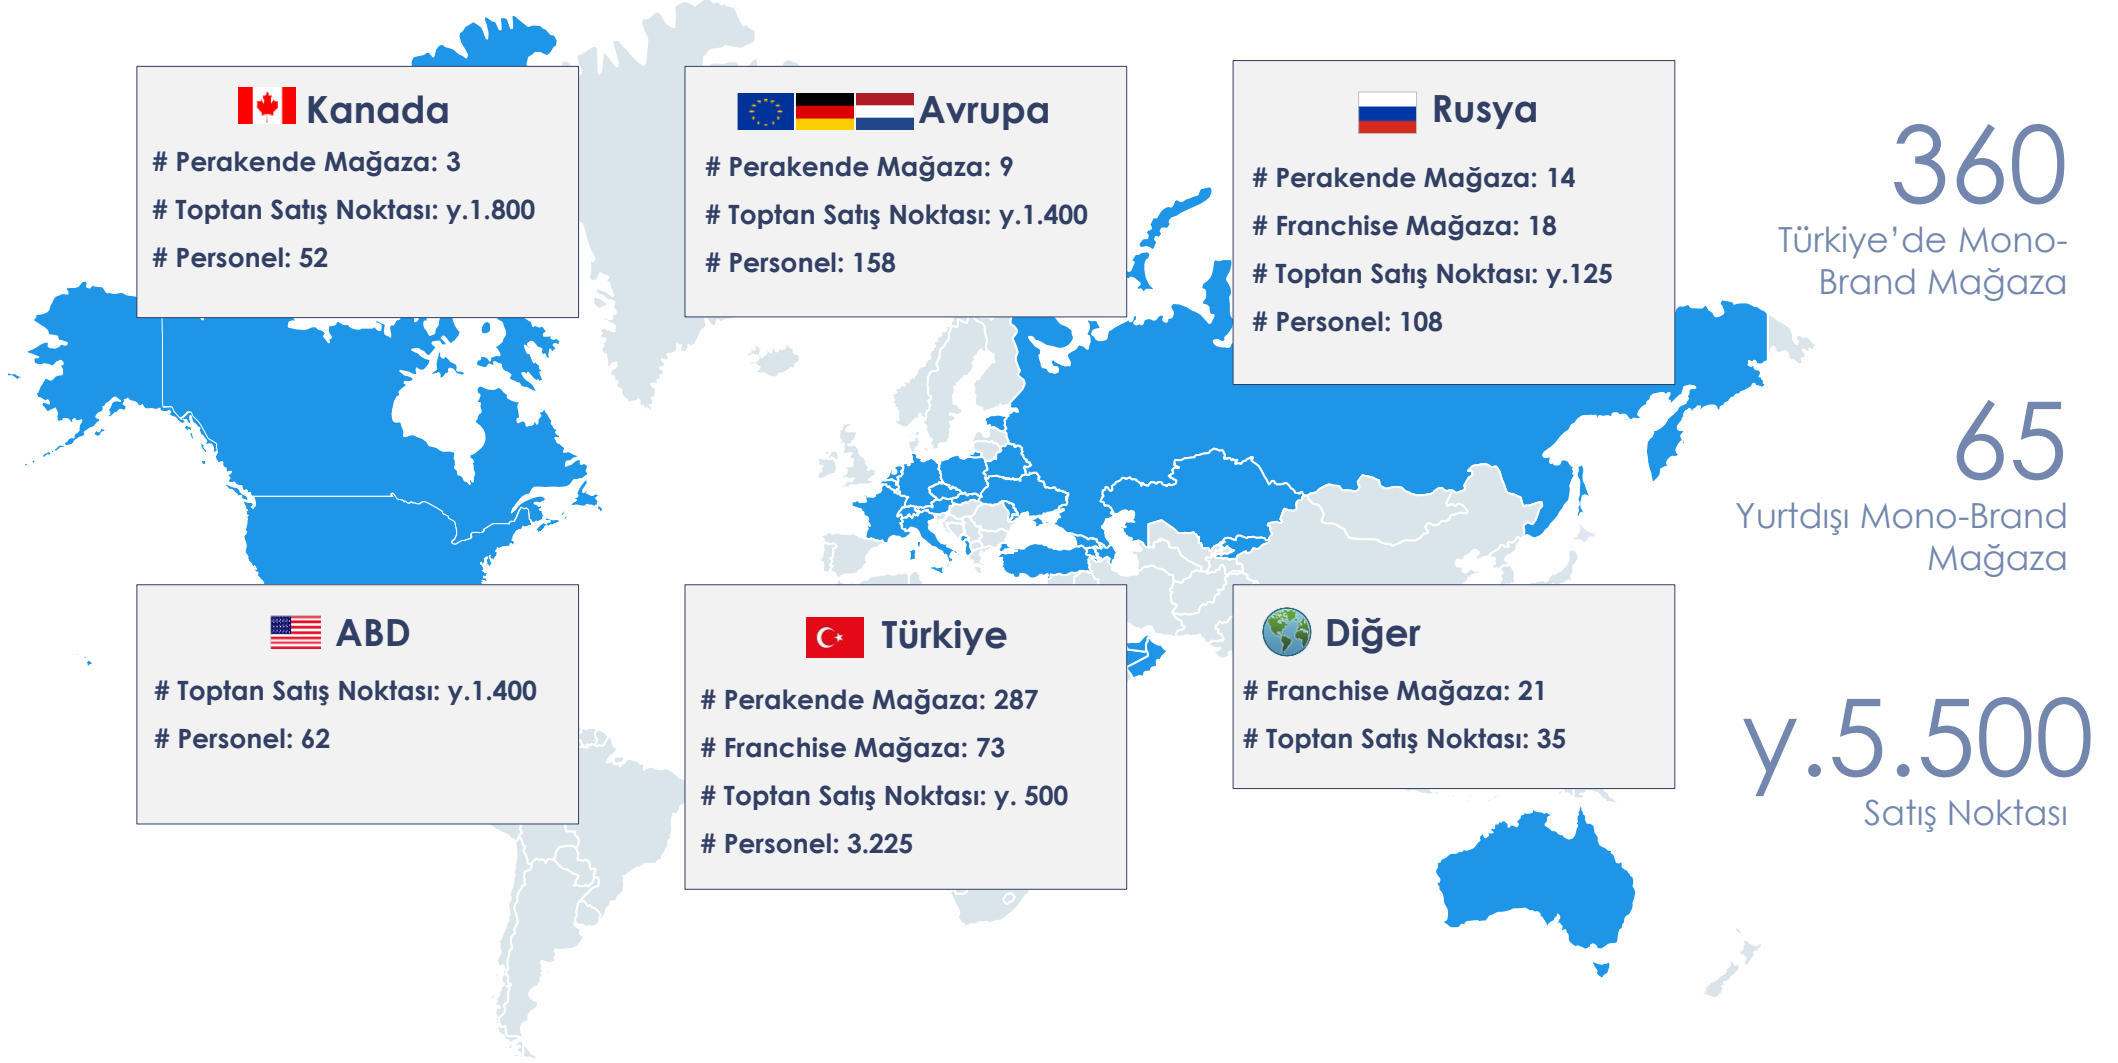 Kanada
# Perakende Mağaza: 3
# Toptan Satış Noktası: y.1.800
# Personel: 52
Avrupa
# Perakende Mağaza: 9
# Toptan Satış Noktası: y.1.400
# Personel: 158
Rusya
# Perakende Mağaza: 14
# Franchise Mağaza: 18
# Toptan Satış Noktası: y.125
# Personel: 108
360
Türkiye’de Mono-
Brand Mağaza
65
Yurtdışı Mono-Brand
Mağaza
ABD
# Toptan Satış Noktası: y.1.400
# Personel: 62
Türkiye
# Perakende Mağaza: 287
# Franchise Mağaza: 73
# Toptan Satış Noktası: y. 500
# Personel: 3.225
Diğer
# Franchise Mağaza: 21
# Toptan Satış Noktası: 35
y.5.500
Satış Noktası